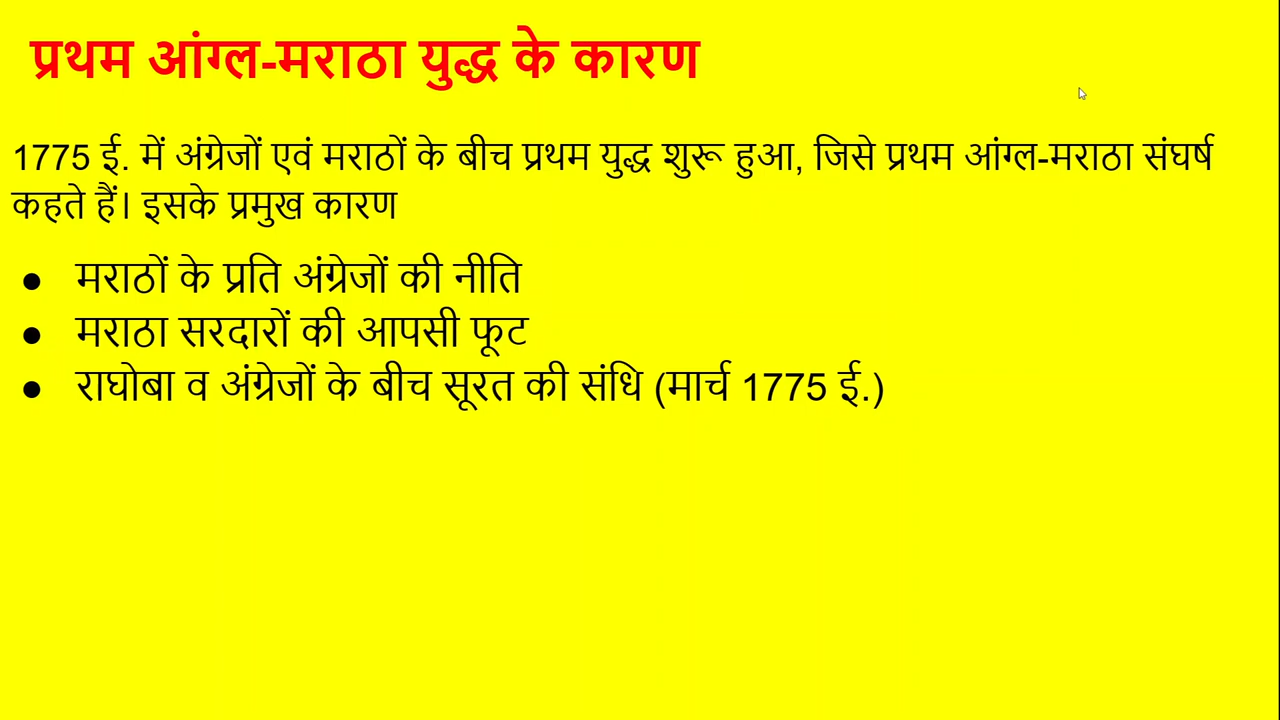 प्रथम आंग्ल-मराठा युद्ध के कारण
1775 ई. में अंग्रेजों एवं मराठों के बीच प्रथम युद्ध शुरू हुआ, जिसे प्रथम आंग्ल-मराठा संघर्ष
कहते हैं। इसके प्रमुख कारण
● मराठों के प्रति अंग्रेजों की नीति
● मराठा सरदारों की आपसी फूट
● राघोबा व अंग्रेजों के बीच सूरत की संधि (मार्च 1775 ई.)